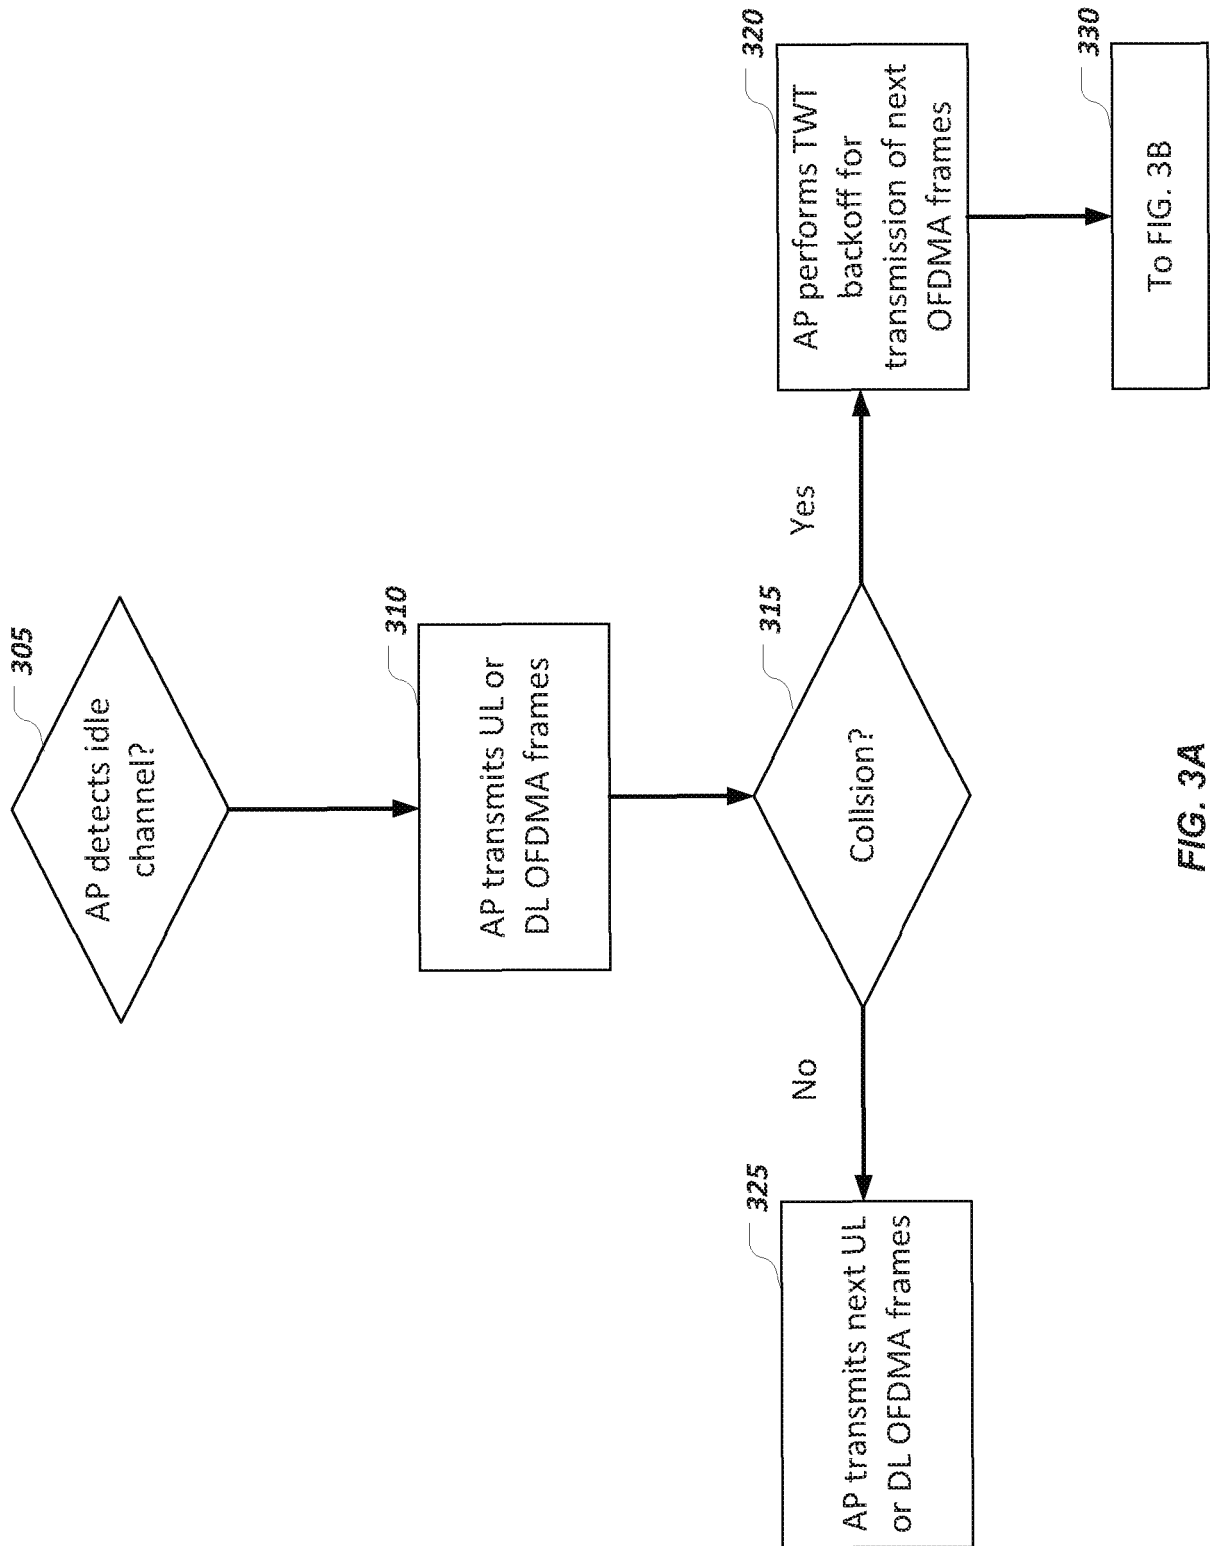 305
AP detects idle
channel?
310
AP transmits UL or
DL OFDMA frames
315
Collision?
No
Yes
325
AP transmits next UL
or DL OFDMA frames
320
AP performs TWT
backoff for
transmission of next
OFDMA frames
330
To FIG. 3B
FIG. 3A